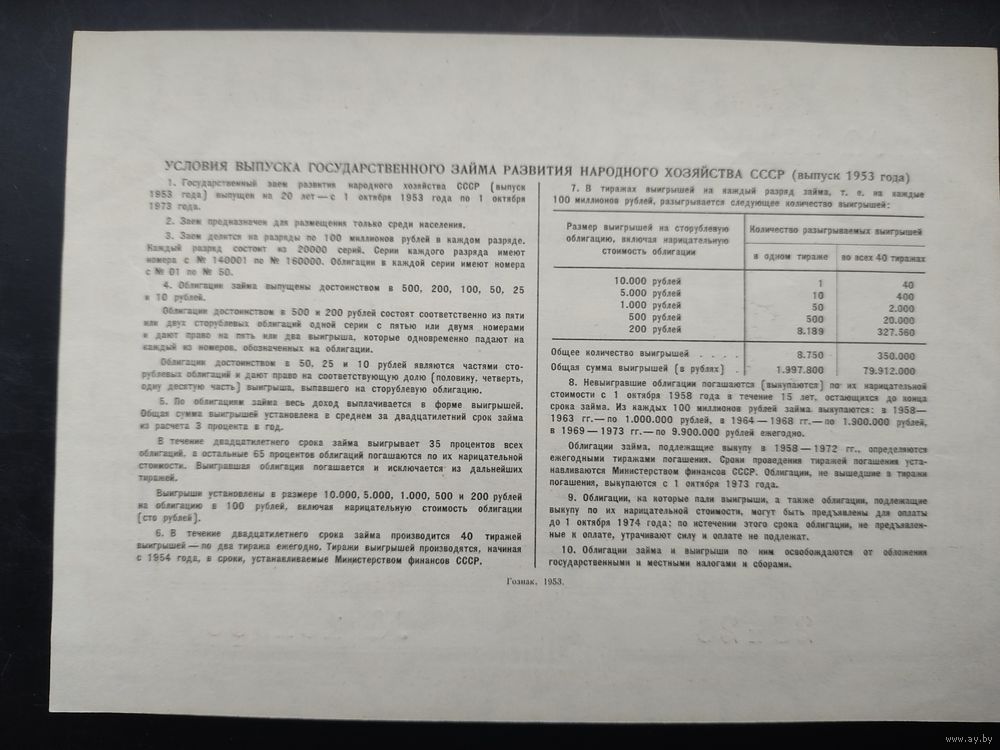 УСЛОВИЯ ВЫПУСКА ГОСУДАРСТВЕННОГО ЗАЙМА РАЗВИТИЯ НАРОДНОГО ХОЗЯЙСТВА СССР (выпуск 1953 года)
1. Государственный заем развития народного хозяйства СССР (выпуск
1953 года) выпущен на 20 лет — с 1 октября 1953 года по 1 октября
1973 года.
2. Заем предназначен для размещения только среди населения.
3. Заем делится на разряды по 100 миллионов рублей в каждом разряде.
Каждый разряд состоит из 20000 серий. Серии каждого разряда имеют
номера с № 140001 по № 160000. Облигации в каждой серии имеют номера
с № 01 по № 50.
4. Облигации займа выпущены достоинством в 500, 200, 100, 50, 25
и 10 рублей.
Облигации достоинством в 500 и 200 рублей состоят соответственно из пяти
или двух сторублевых облигаций одной серии с пятью или двумя номерами
и дают право на пять или два выигрыша, которые одновременно падают на
каждый из номеров, обозначенных на облигации.
Облигации достоинством в 50, 25 и 10 рублей являются частями сто-
рублевых облигаций и дают право на соответствующую долю (половину, четверть,
одну десятую часть) выигрыша, выпавшего на сторублевую облигацию.
5. По облигациям займа весь доход выплачивается в форме выигрышей.
Общая сумма выигрышей установлена в среднем за двадцатилетний срок займа
из расчета 3 процента в год.
В течение двадцатилетнего срока займа выигрывает 35 процентов всех
облигаций, а остальные 65 процентов облигаций погашаются по их нарицательной
стоимости. Выигравшая облигация погашается и исключается из дальнейших
тиражей.
Выигрыши установлены в размере 10.000, 5.000, 1.000, 500 и 200 рублей
на облигацию в 100 рублей, включая нарицательную стоимость облигации
(сто рублей).
6. В течение двадцатилетнего срока займа производится 40 тиражей
выигрышей — по два тиража ежегодно. Тиражи выигрышей производятся, начиная
с 1954 года, в сроки, устанавливаемые Министерством финансов СССР.
7. В тиражах выигрышей на каждый разряд займа, т. е. на каждые
100 миллионов рублей, разыгрывается следующее количество выигрышей:
Размер выигрышей на сторублевую
облигацию, включая нарицательную
стоимость облигации
Количество разыгрываемых выигрышей
в одном тираже во всех 40 тиражах
10.000 рублей 1 40
5.000 рублей 10 400
1.000 рублей 50 2.000
500 рублей 500 20.000
200 рублей 8.189 327.560
Общее количество выигрышей . . . . 8.750 350.000
Общая сумма выигрышей (в рублях) . 1.997.800 79.912.000
8. Невыигравшие облигации погашаются (выкупаются) по их нарицательной
стоимости с 1 октября 1958 года в течение 15 лет, остающихся до конца
срока займа. Из каждых 100 миллионов рублей займа выкупаются: в 1958—
1963 гг.—по 1.000.000 рублей, в 1964—1968 гг.—по 1.900.000 рублей,
в 1969—1973 гг.—по 9.900.000 рублей ежегодно.
Облигации займа, подлежащие выкупу в 1958—1972 гг., определяются
ежегодными тиражами погашения. Сроки проведения тиражей погашения уста-
навливаются Министерством финансов СССР. Облигации, не вышедшие в тиражи
погашения, выкупаются с 1 октября 1973 года.
9. Облигации, на которые пали выигрыши, а также облигации, подлежащие
выкупу по их нарицательной стоимости, могут быть предъявлены для оплаты
до 1 октября 1974 года; по истечении этого срока облигации, не предъявлен-
ные к оплате, утрачивают силу и оплате не подлежат.
10. Облигации займа и выигрыши по ним освобождаются от обложения
государственными и местными налогами и сборами.
Гознак. 1953.
www.ay.by